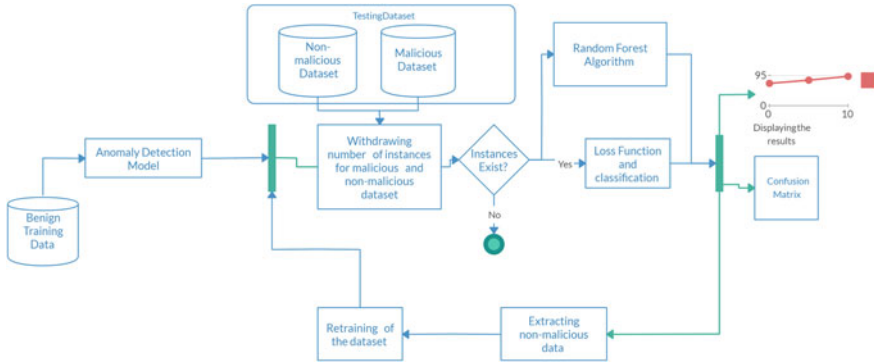 TestingDataset
Non-
malicious
Dataset
Malicious
Dataset
Random Forest
Algorithm
95
0
10
0
Displaying the
results
Anomaly Detection
Model
Withdrawing
number of instances
for malicious and
non-malicious
dataset
Instances
Exist?
Yes
Loss Function
and
classification
Confusion
Matrix
No
Benign
Training
Data
Retraining of
the dataset
Extracting
non-malicious
data